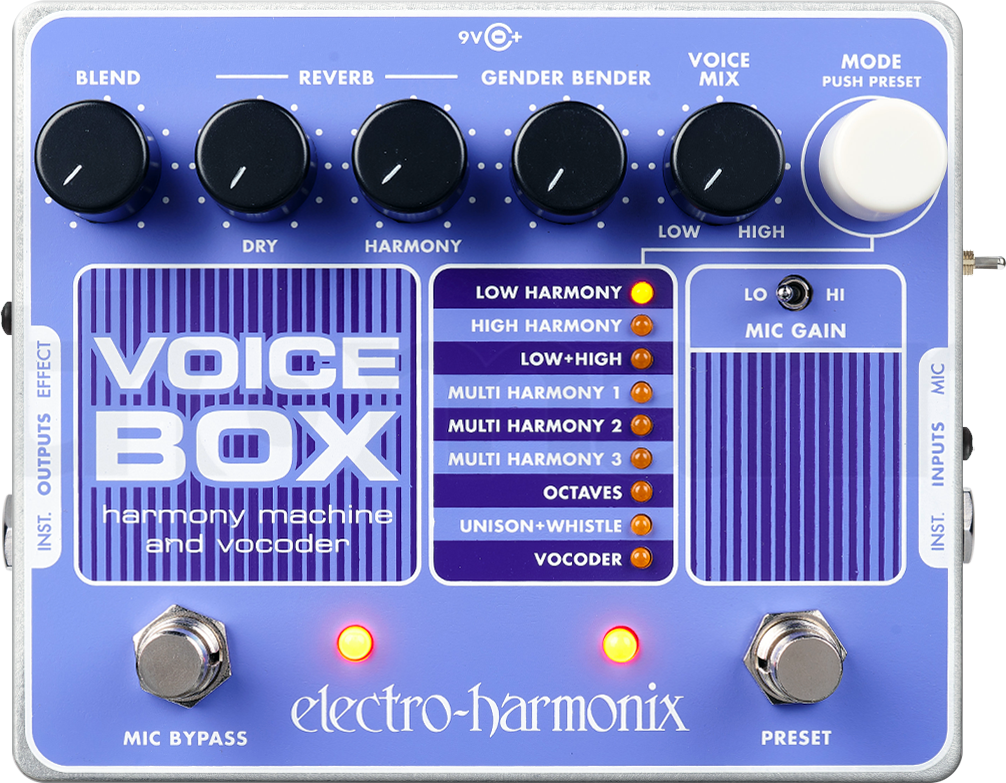 9V +
BLEND
REVERB
GENDER BENDER
VOICE
MIX
MODE
PUSH PRESET
DRY
HARMONY
LOW
HIGH
VOICE
BOX
harmony machine
and vocoder
LOW HARMONY
HIGH HARMONY
LOW+HIGH
MULTI HARMONY 1
MULTI HARMONY 2
MULTI HARMONY 3
OCTAVES
UNISON+WHISTLE
VOCODER
LO
HI
MIC GAIN
INST. OUTPUTS EFFECT
INST. INPUTS MIC
electro-harmonix
MIC BYPASS
PRESET